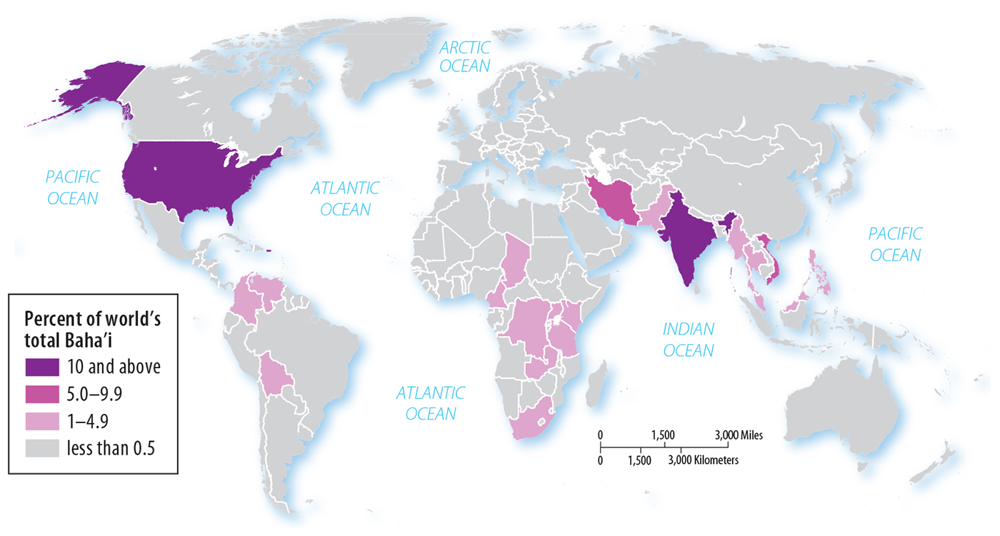 ARCTIC
OCEAN
PACIFIC
OCEAN
ATLANTIC
OCEAN
PACIFIC
OCEAN
INDIAN
OCEAN
ATLANTIC
OCEAN
Percent of world’s
total Baha’i
10 and above
5.0–9.9
1–4.9
less than 0.5
0 1,500 3,000 Miles
0 1,500 3,000 Kilometers